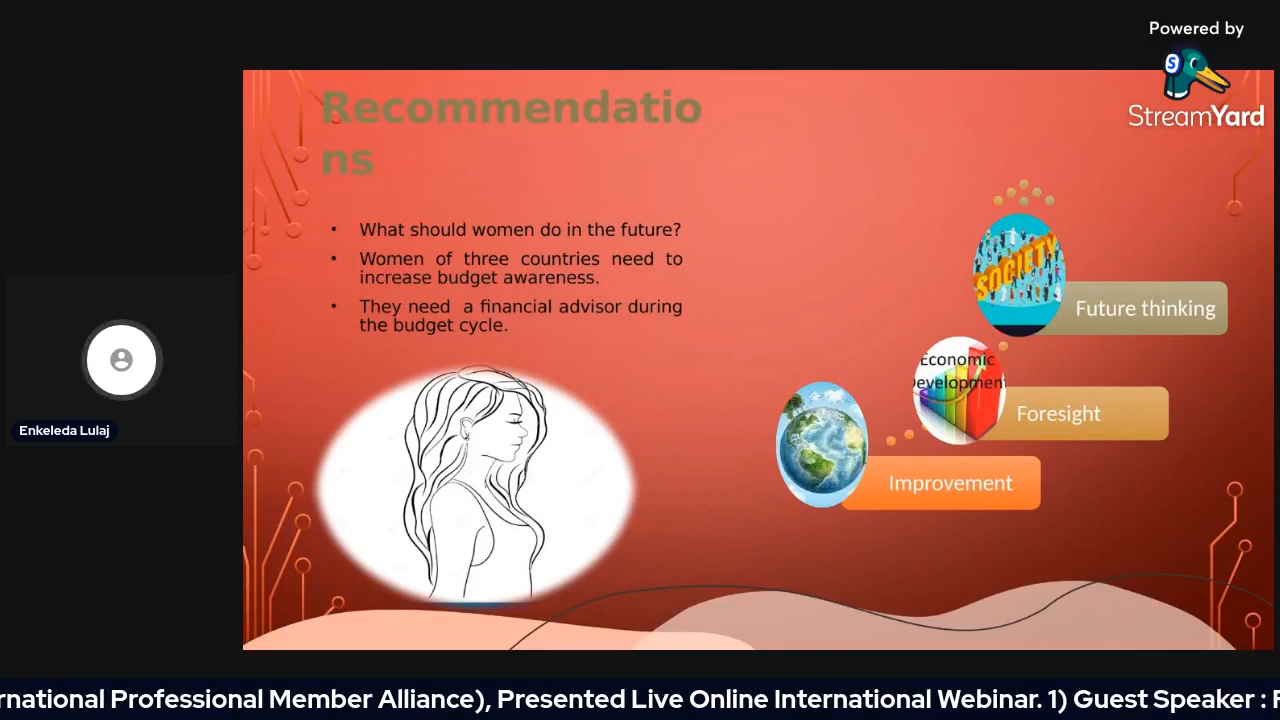 Powered by
StreamYard
Recommendatio
ns
• What should women do in the future?
• Women of three countries need to
increase budget awareness.
• They need a financial advisor during
the budget cycle.
SOCIETY
Future thinking
Economic
Development
Foresight
Improvement
Enkeleda Lulaj
rnational Professional Member Alliance), Presented Live Online International Webinar. 1) Guest Speaker :